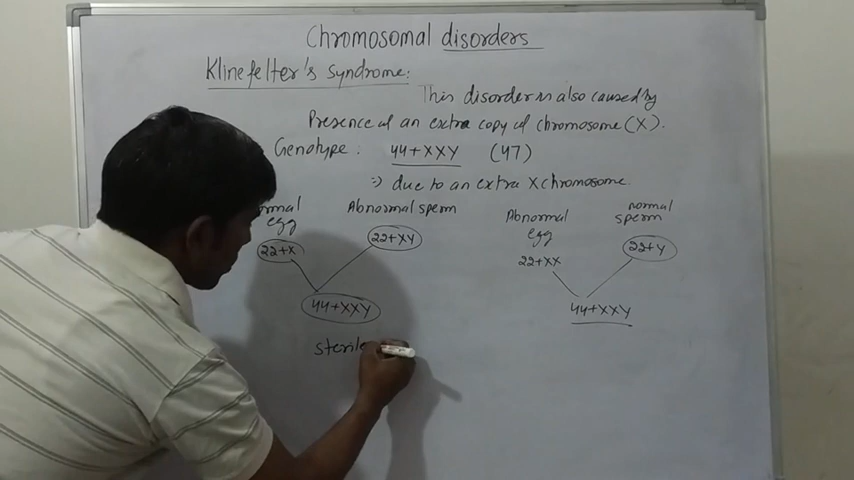 Chromosomal disorders
Klinefelter's syndrome:
This disorder is also caused by
Presence of an extra copy of chromosome (X).
Genotype: 44+XXY (47)
⇒ due to an extra X chromosome.
egg
22+X
Abnormal sperm
22+XY
44+XXY
sterile
Abnormal
egg
22+XX
normal
sperm
22+Y
44+XXY